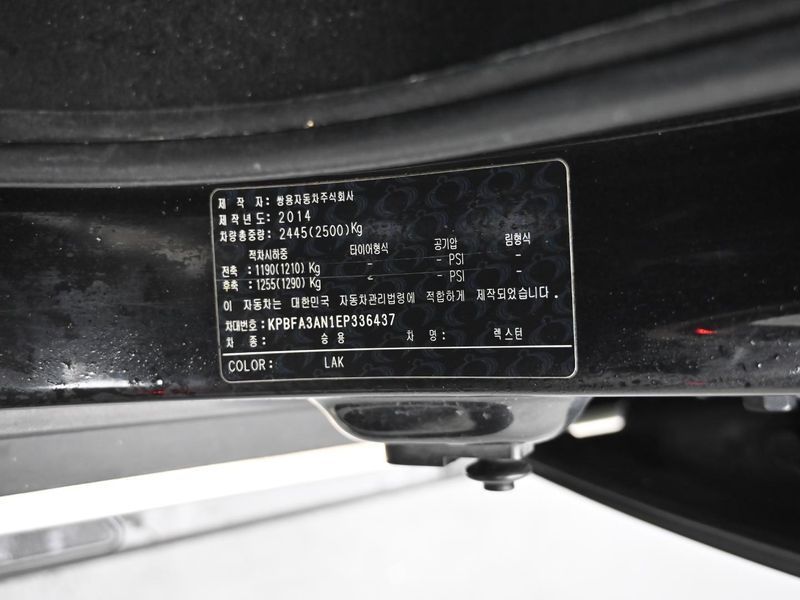 제 작 자: 쌍용자동차주식회사
제작년도: 2014
차량총중량: 2445(2500)Kg
적차시하중 타이어형식 공기압 림형식
전축: 1190(1210) Kg - - PSI -
후축: 1255(1290) Kg - - PSI -
이 자동차는 대한민국 자동차관리법령에 적합하게 제작되었습니다.
차대번호: KPBFA3AN1EP336437
차 종: 승용 차 명: 렉스턴
COLOR: LAK